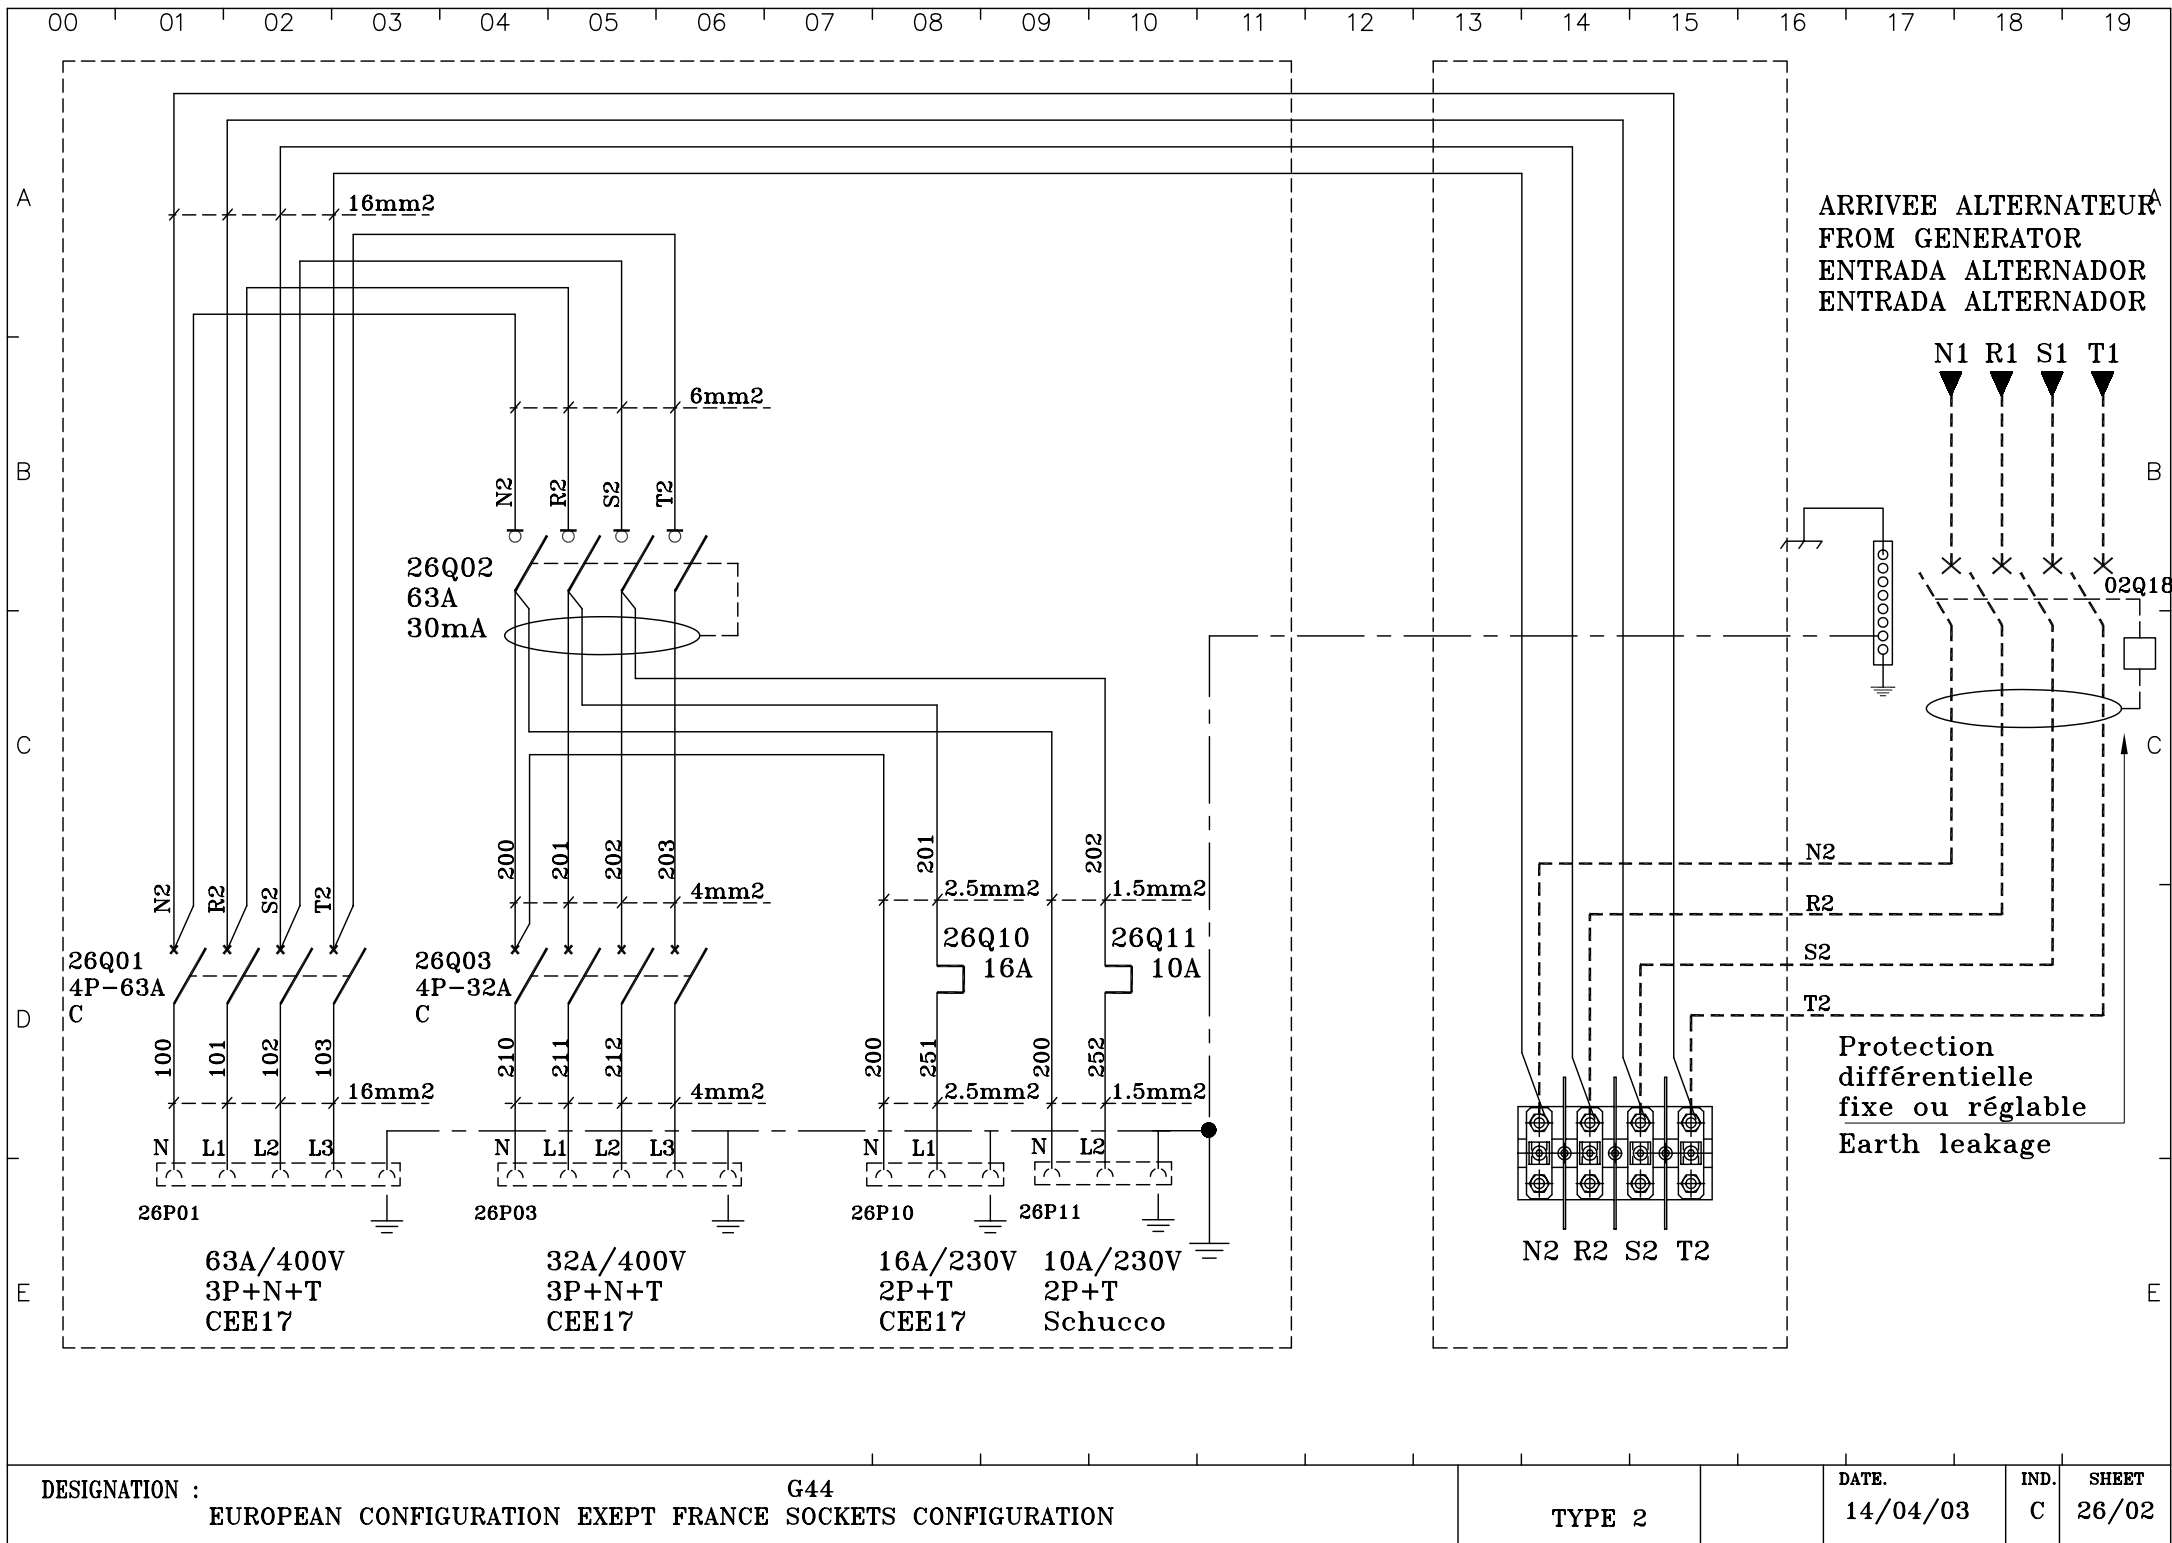 00 01 02 03 04 05 06 07 08 09 10 11 12 13 14 15 16 17 18 19
A
A
16mm2
ARRIVEE ALTERNATEUR
FROM GENERATOR
ENTRADA ALTERNADOR
ENTRADA ALTERNADOR
N1 R1 S1 T1
6mm2
B
B
N2 R2 S2 T2
26Q02
63A
30mA
02Q18
C
C
200 201 202 203
201
202
N2
N2 R2 S2 T2
4mm2
2.5mm2
1.5mm2
R2
26Q01
4P-63A
C
26Q03
4P-32A
C
26Q10
16A
26Q11
10A
S2
T2
D
100 101 102 103
210 211 212
200 251
200 252
Protection
différentielle
fixe ou réglable
Earth leakage
16mm2
4mm2
2.5mm2
1.5mm2
N L1 L2 L3
N L1 L2 L3
N L1
N L2
26P01
26P03
26P10
26P11
63A/400V
3P+N+T
CEE17
32A/400V
3P+N+T
CEE17
16A/230V
2P+T
CEE17
10A/230V
2P+T
Schucco
N2 R2 S2 T2
E
E
DESIGNATION :
G44
EUROPEAN CONFIGURATION EXEPT FRANCE SOCKETS CONFIGURATION
TYPE 2
DATE.
14/04/03
IND.
C
SHEET
26/02